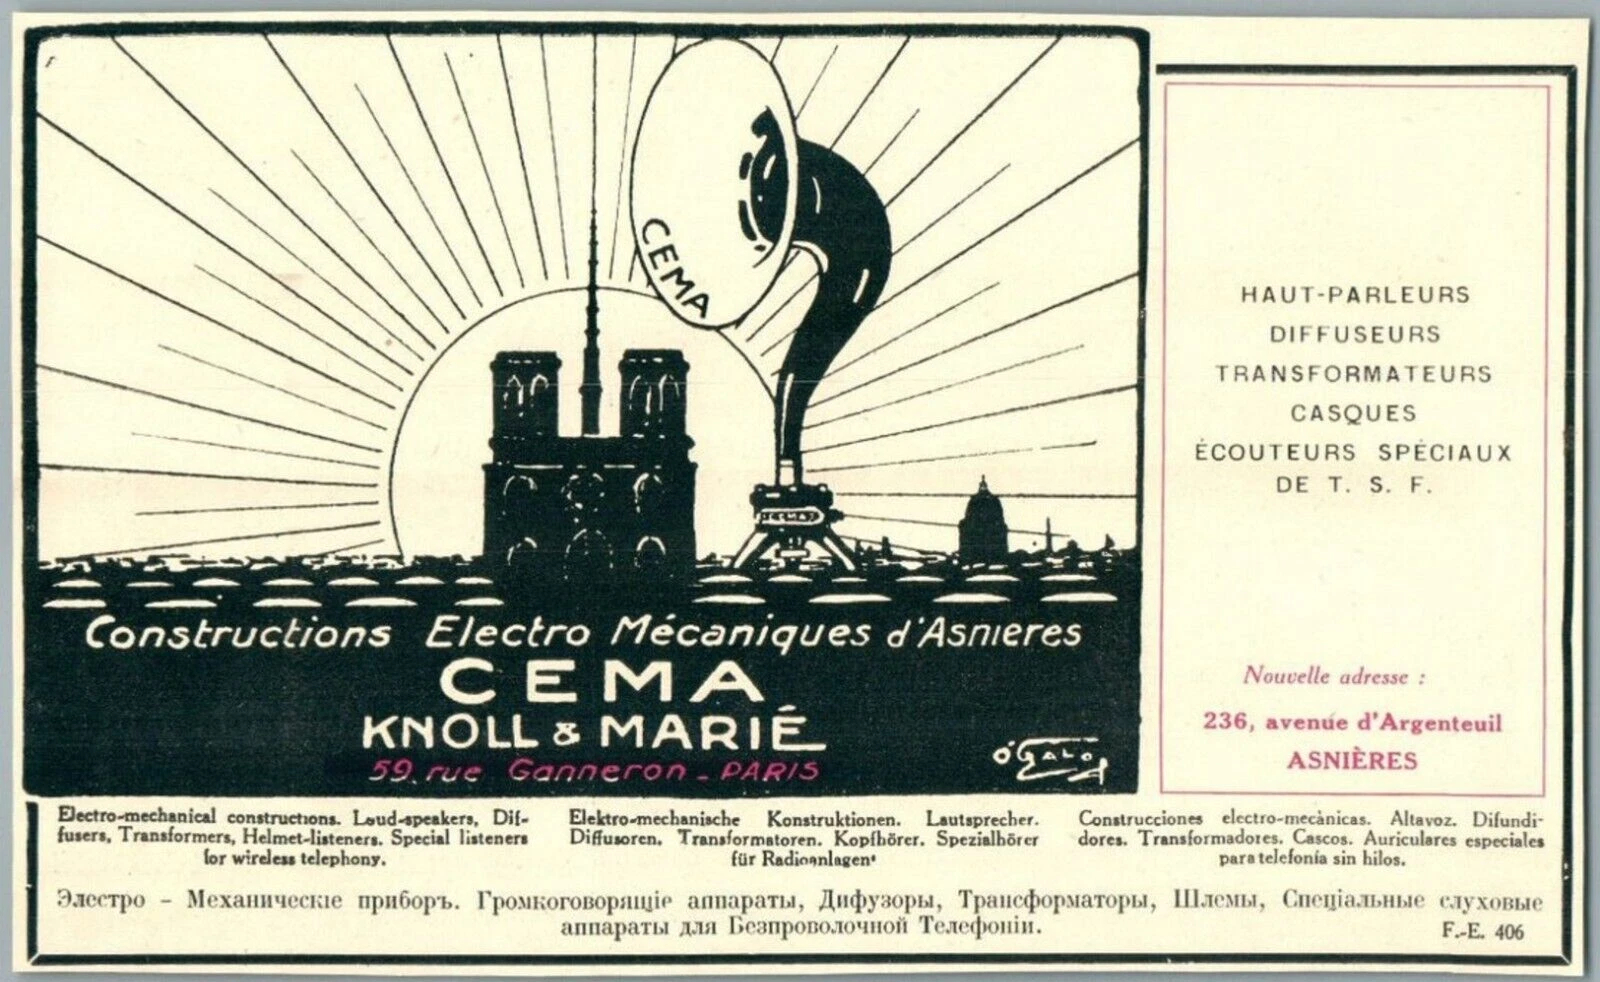 CEMA
CEMA
Constructions Electro Mécaniques d'Asnieres
CEMA
KNOLL & MARIÉ
59. rue Ganneron - PARIS
O'GALOP
HAUT-PARLEURS
DIFFUSEURS
TRANSFORMATEURS
CASQUES
ÉCOUTEURS SPÉCIAUX
DE T. S. F.
Nouvelle adresse :
236, avenue d'Argenteuil
ASNIÈRES
Electro-mechanical constructions. Loud-speakers, Dif-
fusers, Transformers, Helmet-listeners. Special listeners
for wireless telephony.
Elektro-mechanische Konstruktionen. Lautsprecher.
Diffusoren. Transformatoren. Kopfhörer. Spezialhörer
für Radioanlagen.
Construcciones electro-mecànicas. Altavoz. Difundi-
dores. Transformadores. Cascos. Auriculares especiales
para telefonía sin hilos.
Элестро - Механическіе приборъ. Громкоговорящіе аппараты, Дифузоры, Трансформаторы, Шлемы, Спеціальные слуховые
аппараты для Безпроволочной Телефоніи.
F.-E. 406